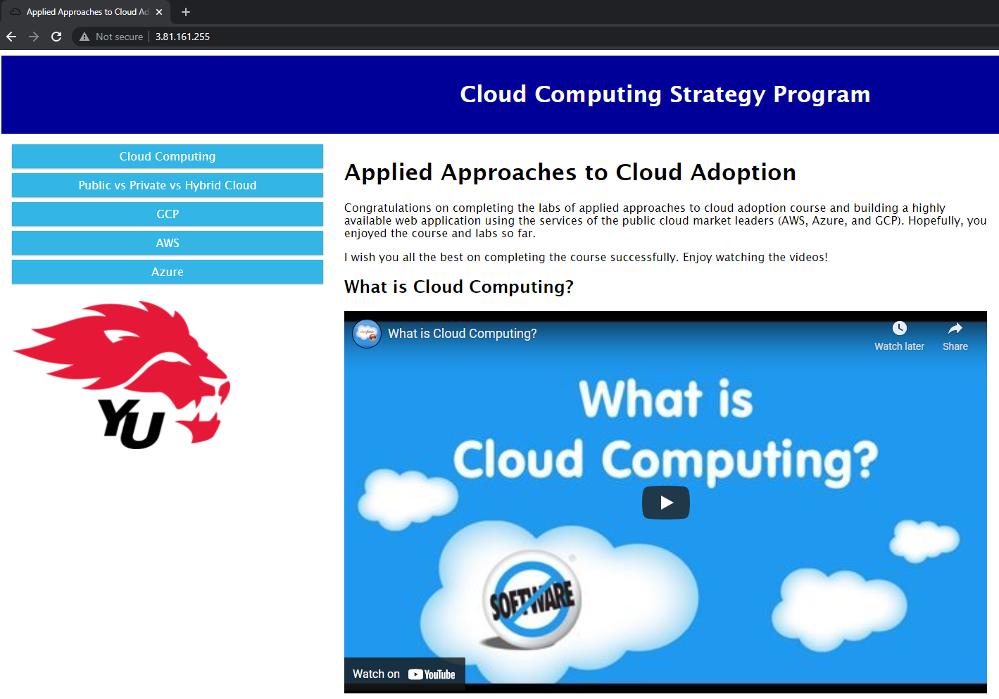 Applied Approaches to Cloud Ad
Not secure
3.81.161.255
Cloud Computing Strategy Program
Cloud Computing
Public vs Private vs Hybrid Cloud
GCP
AWS
Azure
YU
Applied Approaches to Cloud Adoption
Congratulations on completing the labs of applied approaches to cloud adoption course and building a highly
available web application using the services of the public cloud market leaders (AWS, Azure, and GCP). Hopefully, you
enjoyed the course and labs so far.
I wish you all the best on completing the course successfully. Enjoy watching the videos!
What is Cloud Computing?
What is Cloud Computing?
Watch later
Share
What is
Cloud Computing?
SOFTWARE
Watch on YouTube